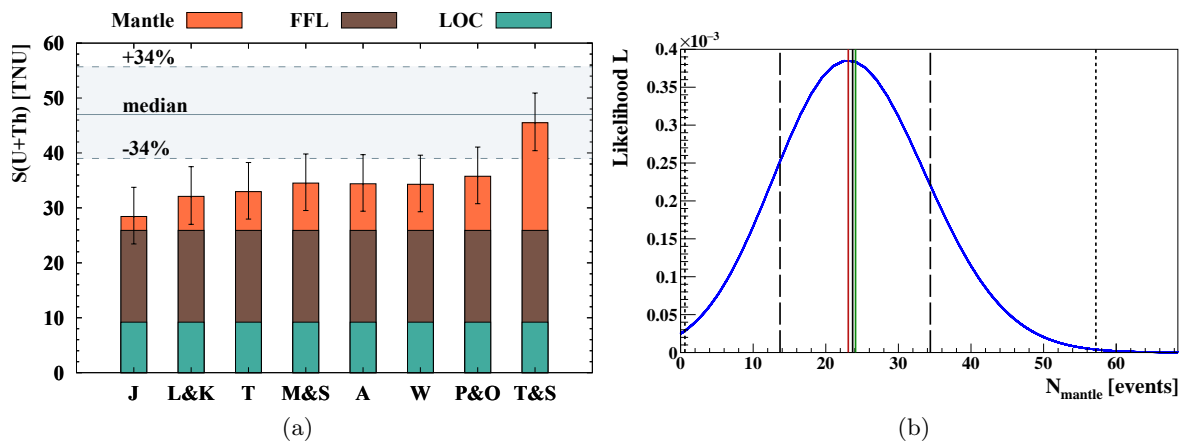 Mantle FFL LOC
S(U+Th) [TNU]
60
50
40
30
20
10
0
+34%
median
-34%
J L&K T M&S A W P&O T&S
(a)
Likelihood L
×10⁻³
0.4
0.35
0.3
0.25
0.2
0.15
0.1
0.05
0
0 10 20 30 40 50 60
N_mantle [events]
(b)